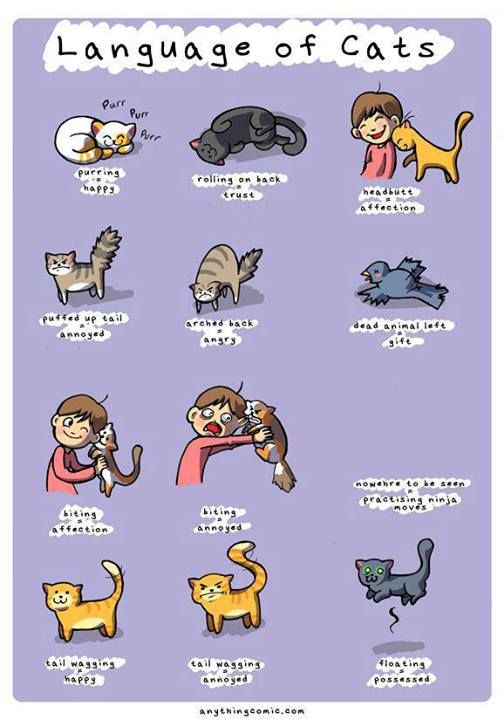 Language of Cats
Purr
Purr
Purr
purring
=
happy
rolling on back
=
trust
headbutt
=
affection
puffed up tail
=
annoyed
arched back
=
angry
dead animal left
=
gift
biting
=
affection
biting
=
annoyed
nowehre to be seen
=
practising ninja
moves
tail wagging
=
happy
tail wagging
=
annoyed
floating
=
possessed
anythingcomic.com